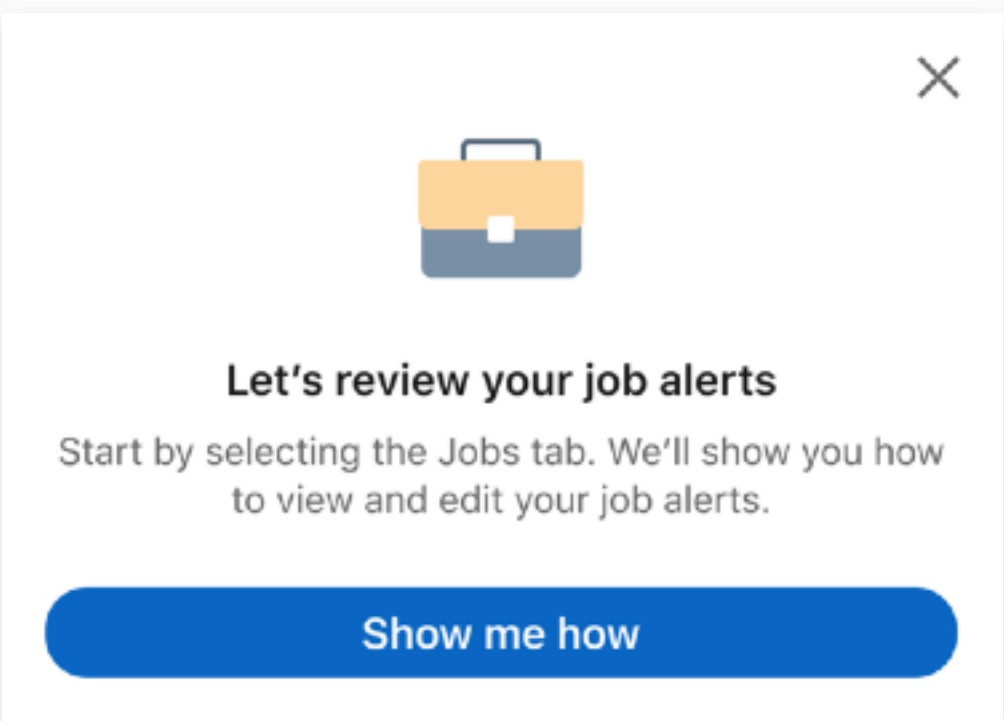 Let’s review your job alerts
Start by selecting the Jobs tab. We’ll show you how
to view and edit your job alerts.
Show me how